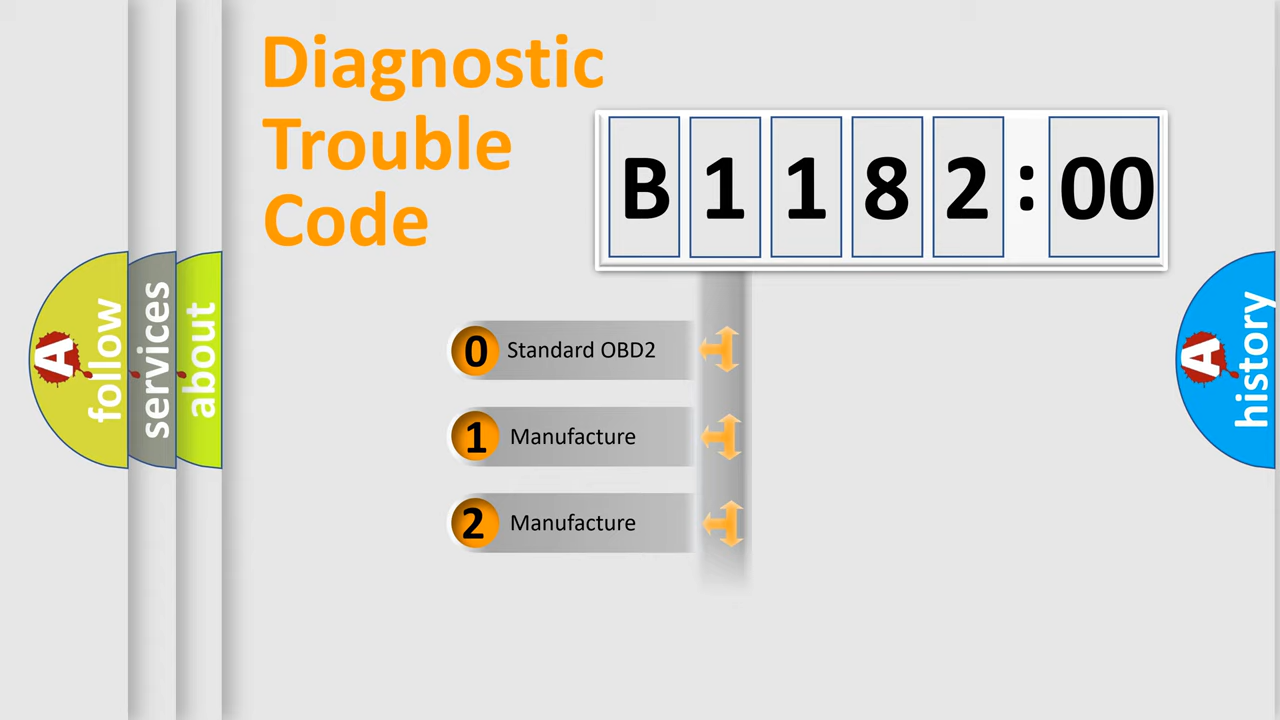 Diagnostic
Trouble
Code
B 1 1 8 2 : 00
0 Standard OBD2
1 Manufacture
2 Manufacture
A follow
services
about
A history